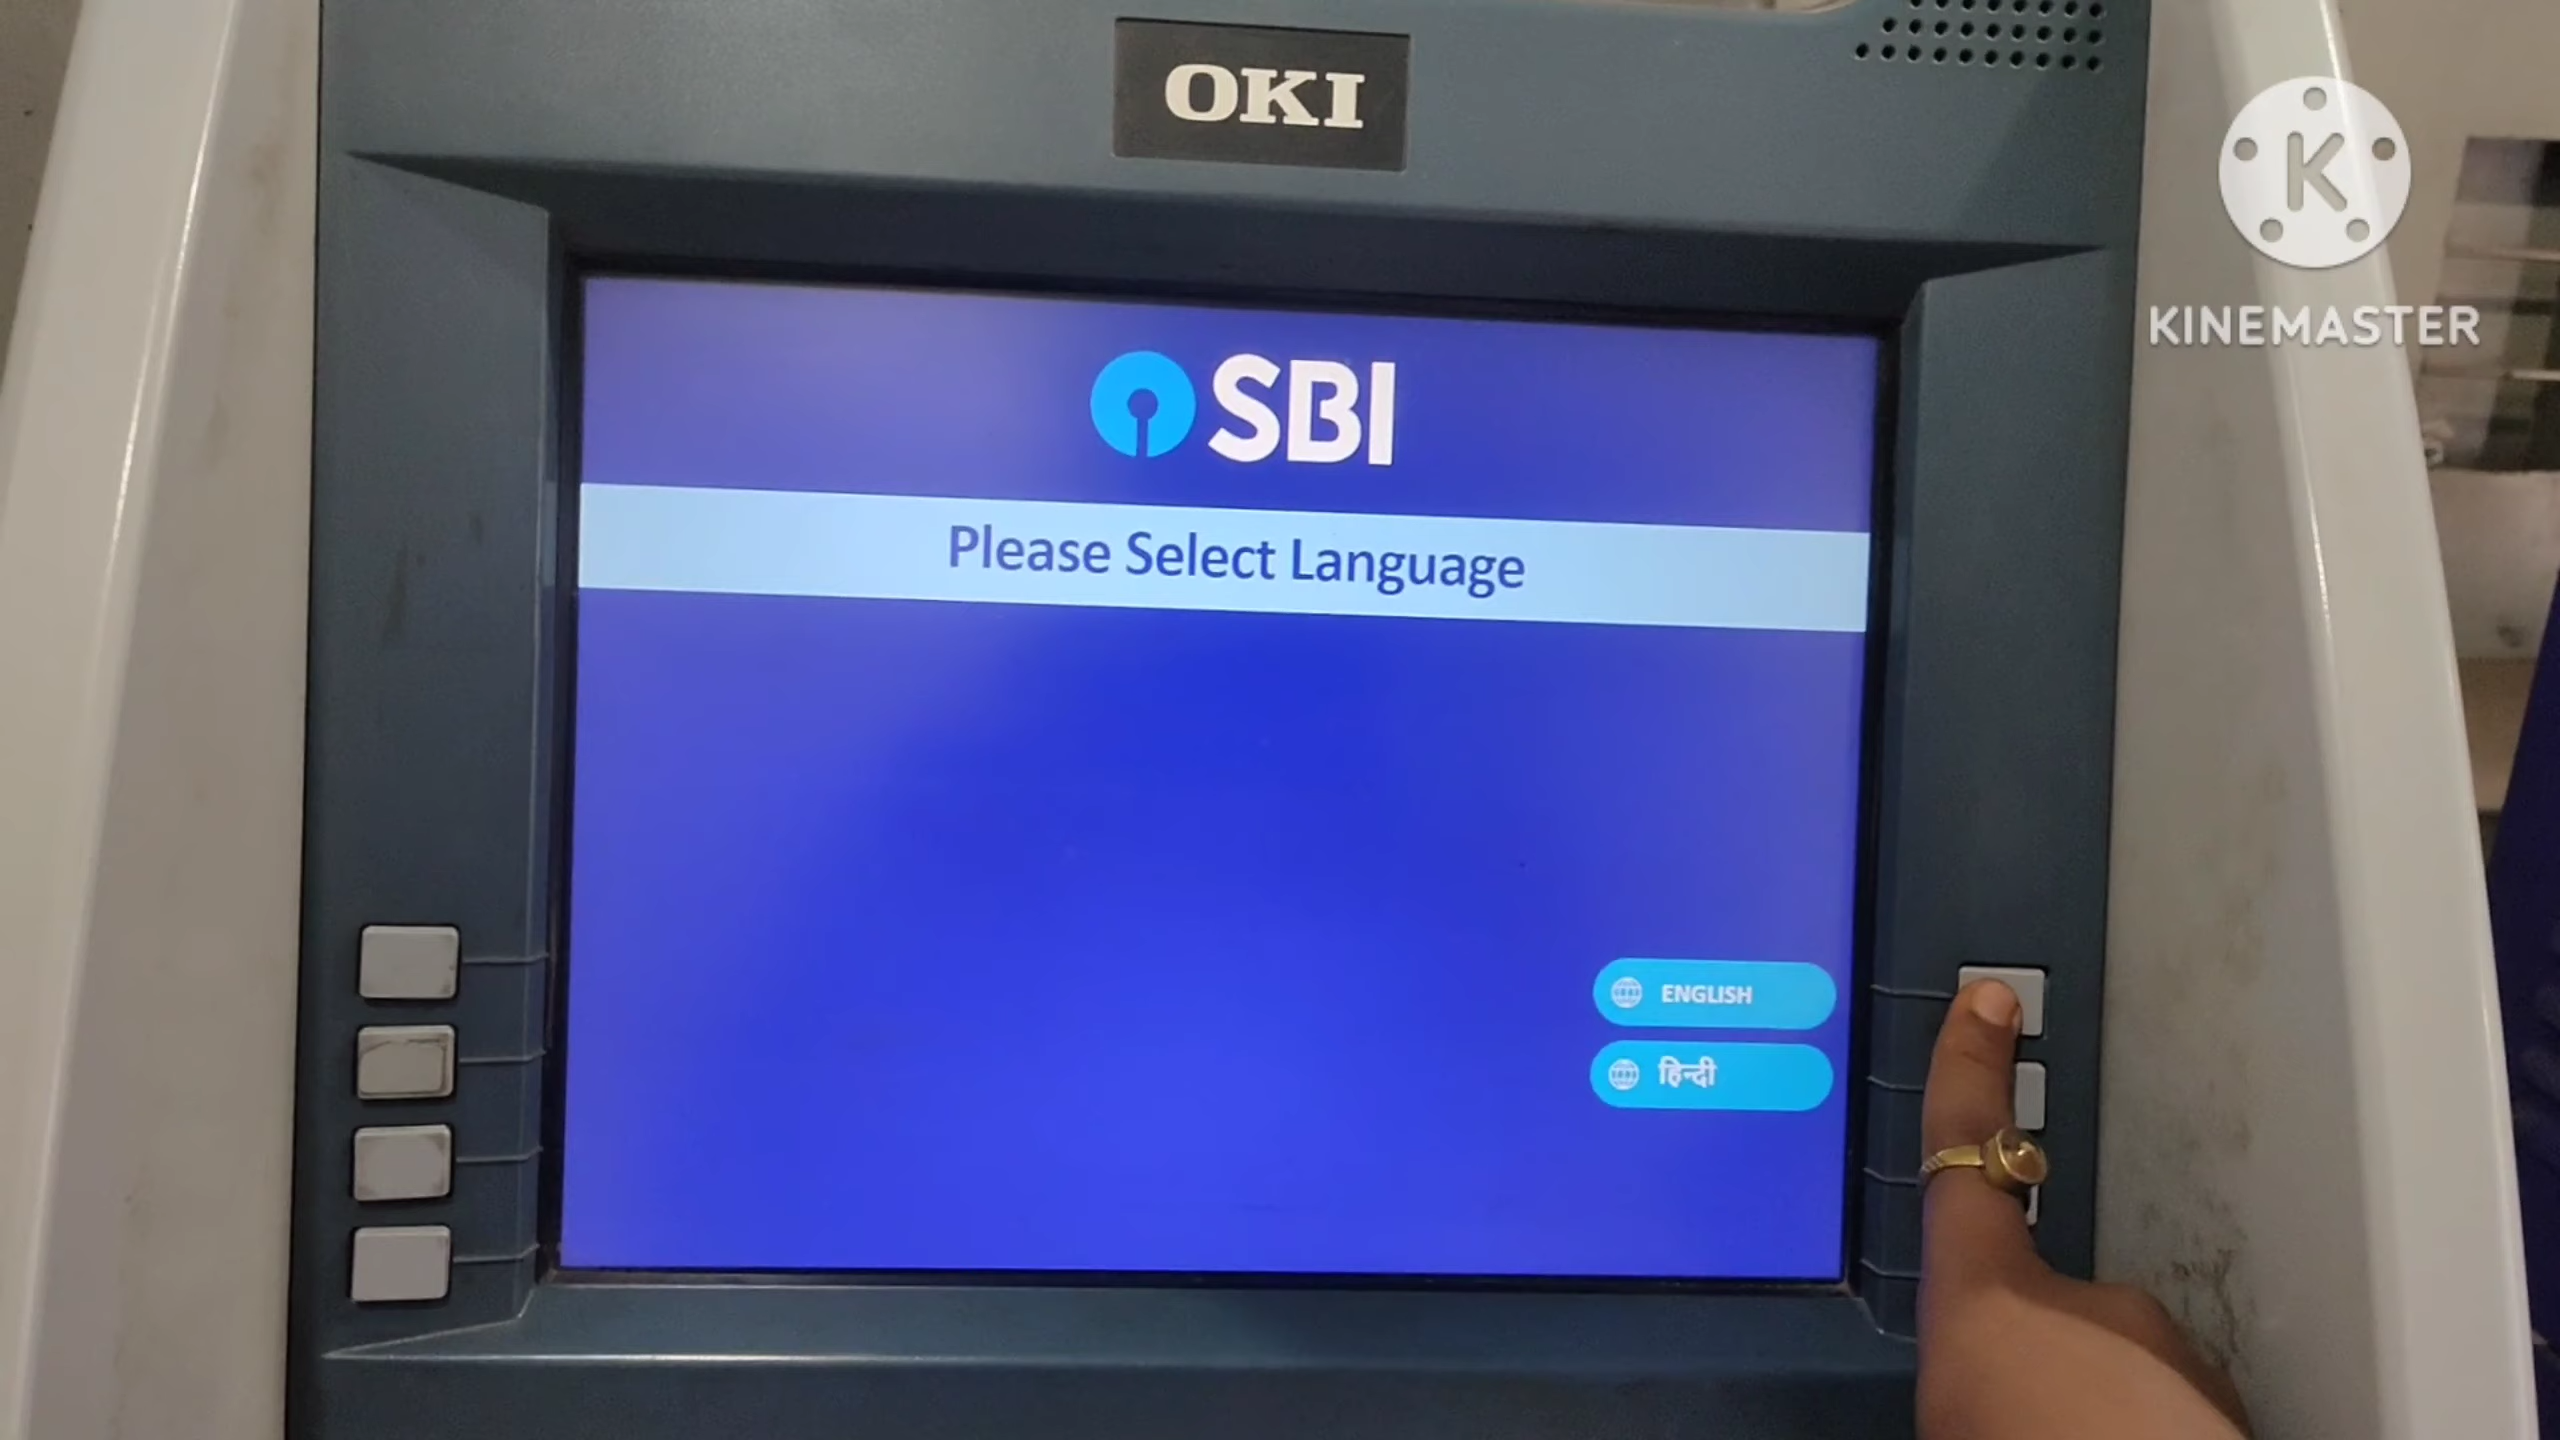 OKI
K
KINEMASTER
SBI
Please Select Language
ENGLISH
हिन्दी